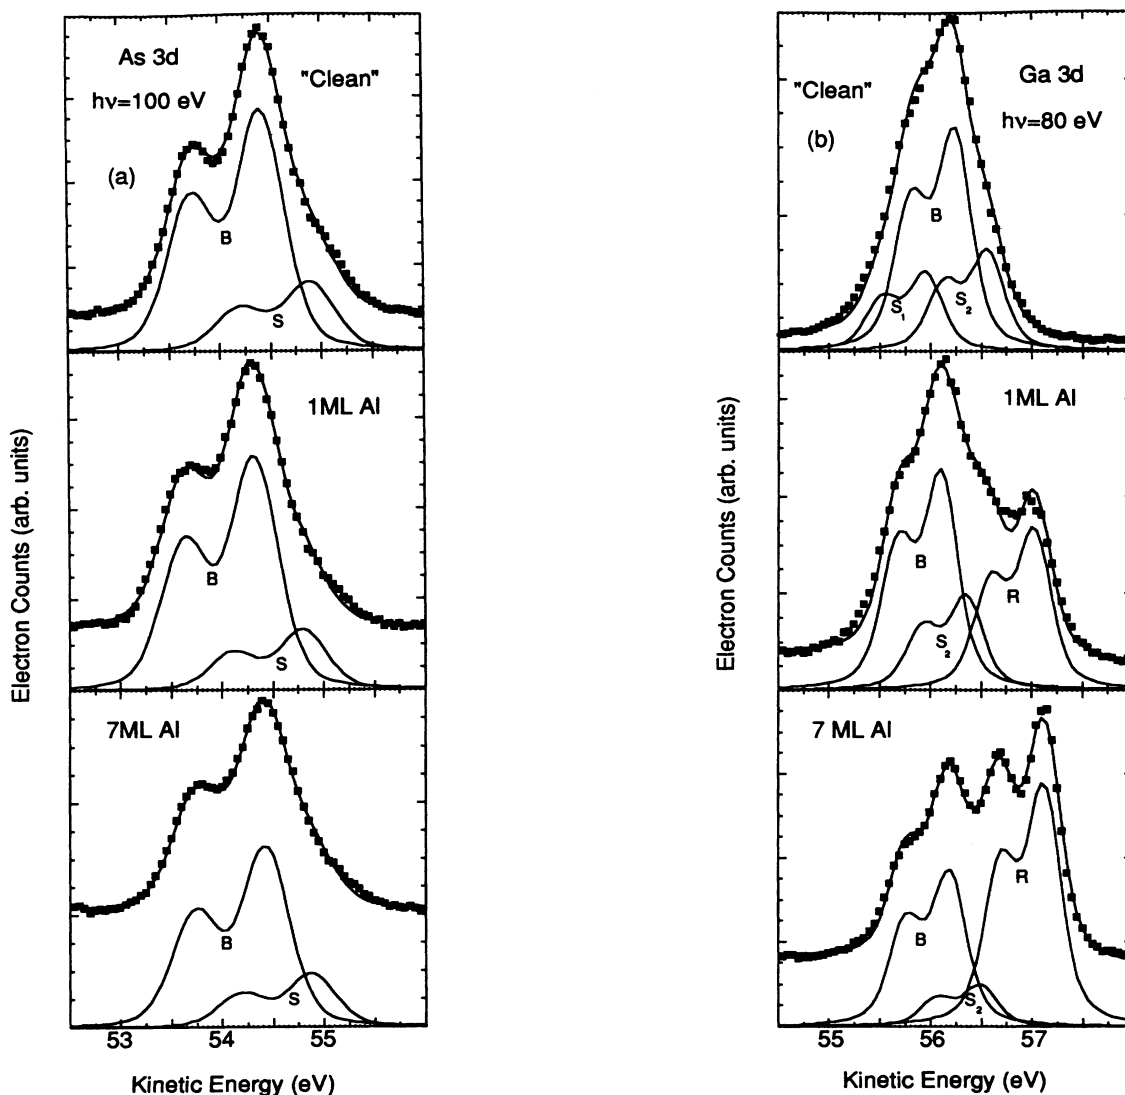 As 3d
hν=100 eV
"Clean"
(a)
B
S
1ML Al
B
S
7ML Al
B
S
53
54
55
Kinetic Energy (eV)
Electron Counts (arb. units)
"Clean"
Ga 3d
hν=80 eV
(b)
B
S₁
S₂
1ML Al
B
S₂
R
7 ML Al
B
S₂
R
55
56
57
Kinetic Energy (eV)
Electron Counts (arb. units)